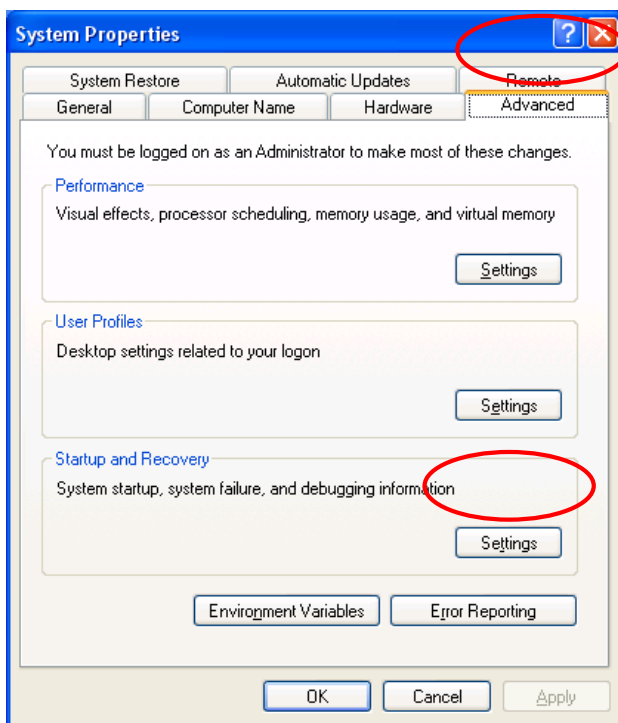 System Properties
System Restore Automatic Updates Remote
General Computer Name Hardware Advanced
You must be logged on as an Administrator to make most of these changes.
Performance
Visual effects, processor scheduling, memory usage, and virtual memory
Settings
User Profiles
Desktop settings related to your logon
Settings
Startup and Recovery
System startup, system failure, and debugging information
Settings
Environment Variables Error Reporting
OK Cancel Apply